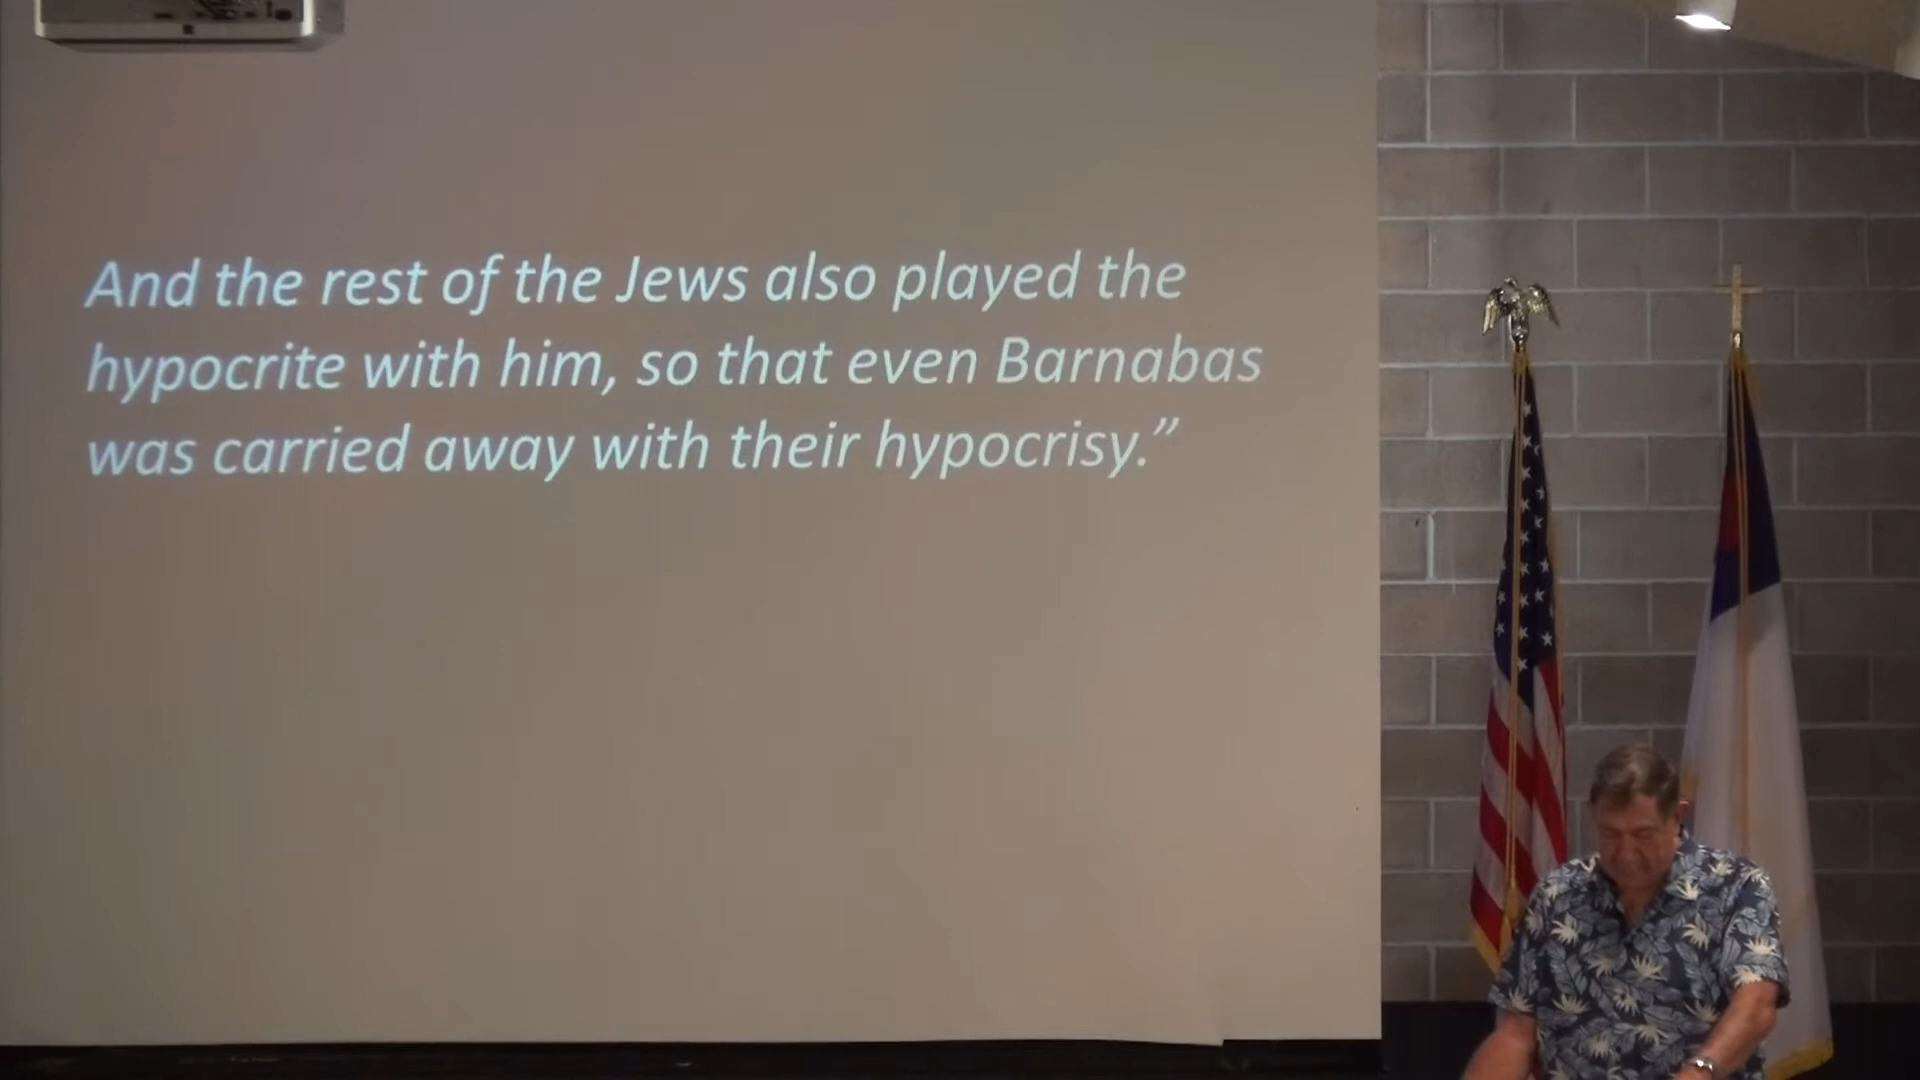 And the rest of the Jews also played the
hypocrite with him, so that even Barnabas
was carried away with their hypocrisy.”